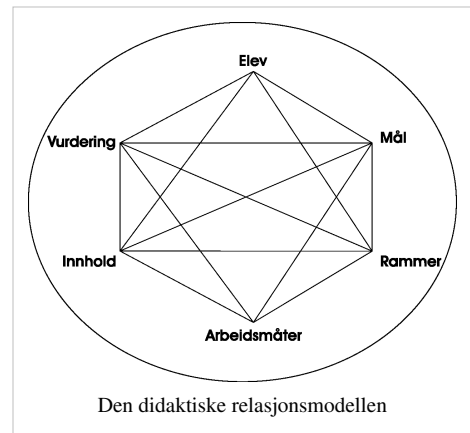 Elev
Vurdering
Mål
Innhold
Rammer
Arbeidsmåter
Den didaktiske relasjonsmodellen